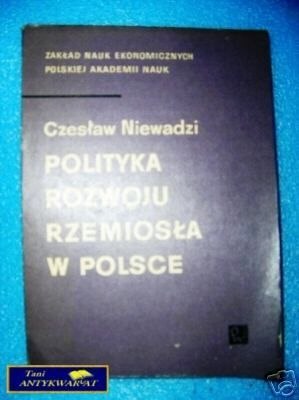 ZAKŁAD NAUK EKONOMICZNYCH
POLSKIEJ AKADEMII NAUK
Czesław Niewadzi
POLITYKA
ROZWOJU
RZEMIOSŁA
W POLSCE
Tani
ANTYKWARIAT